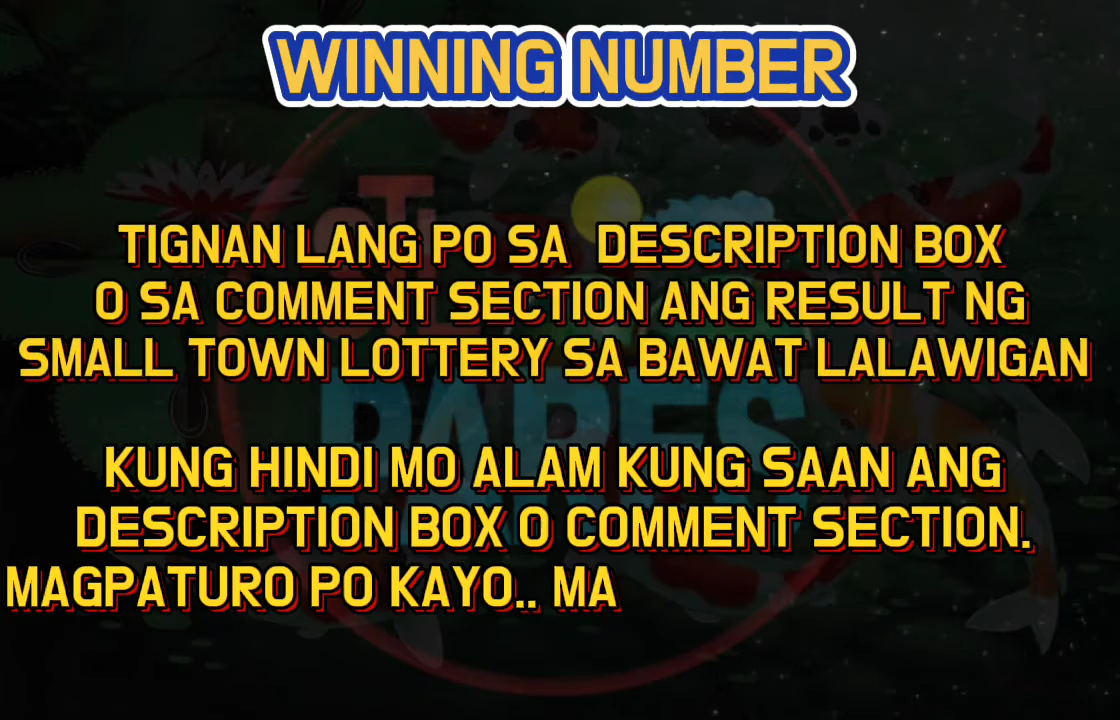 WINNING NUMBER
TIGNAN LANG PO SA DESCRIPTION BOX
O SA COMMENT SECTION ANG RESULT NG
SMALL TOWN LOTTERY SA BAWAT LALAWIGAN
KUNG HINDI MO ALAM KUNG SAAN ANG
DESCRIPTION BOX O COMMENT SECTION.
MAGPATURO PO KAYO.. MA